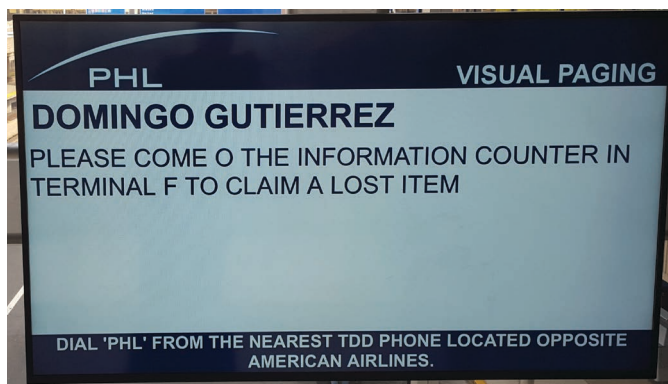 PHL
VISUAL PAGING
DOMINGO GUTIERREZ
PLEASE COME O THE INFORMATION COUNTER IN
TERMINAL F TO CLAIM A LOST ITEM
DIAL 'PHL' FROM THE NEAREST TDD PHONE LOCATED OPPOSITE
AMERICAN AIRLINES.